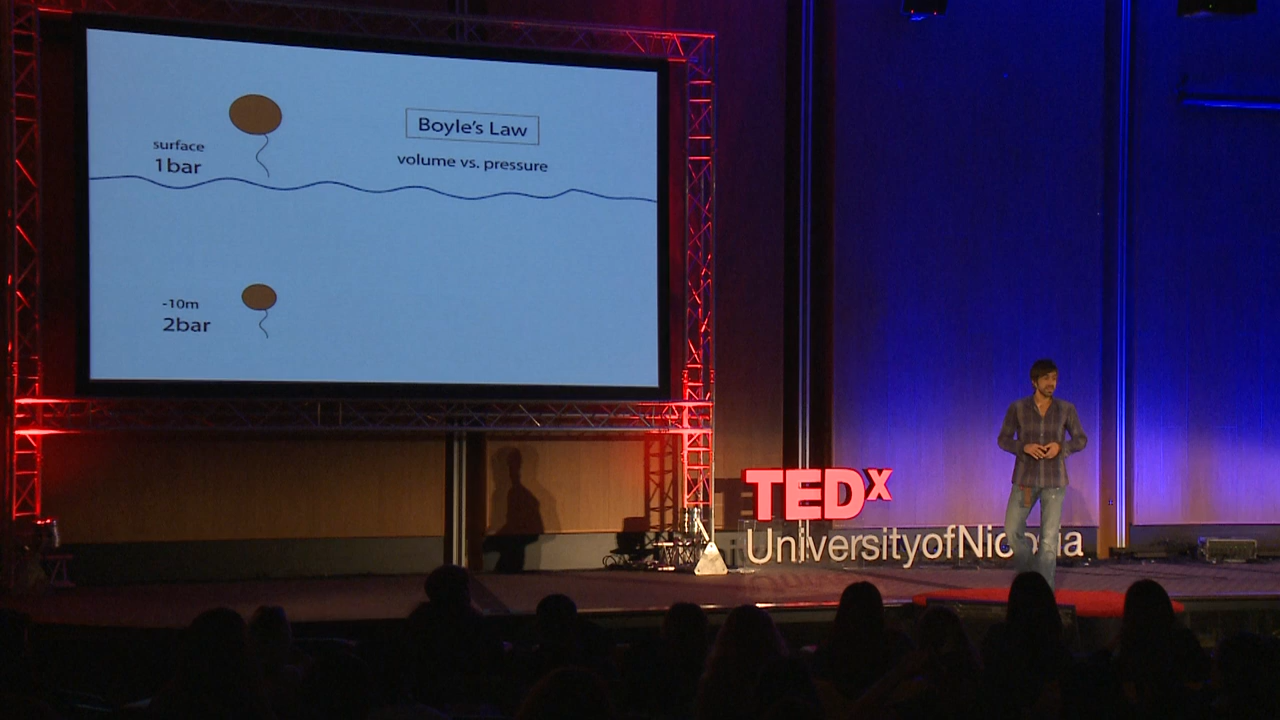 Boyle's Law
volume vs. pressure
surface
1bar
-10m
2bar
TEDx
UniversityofNicosia